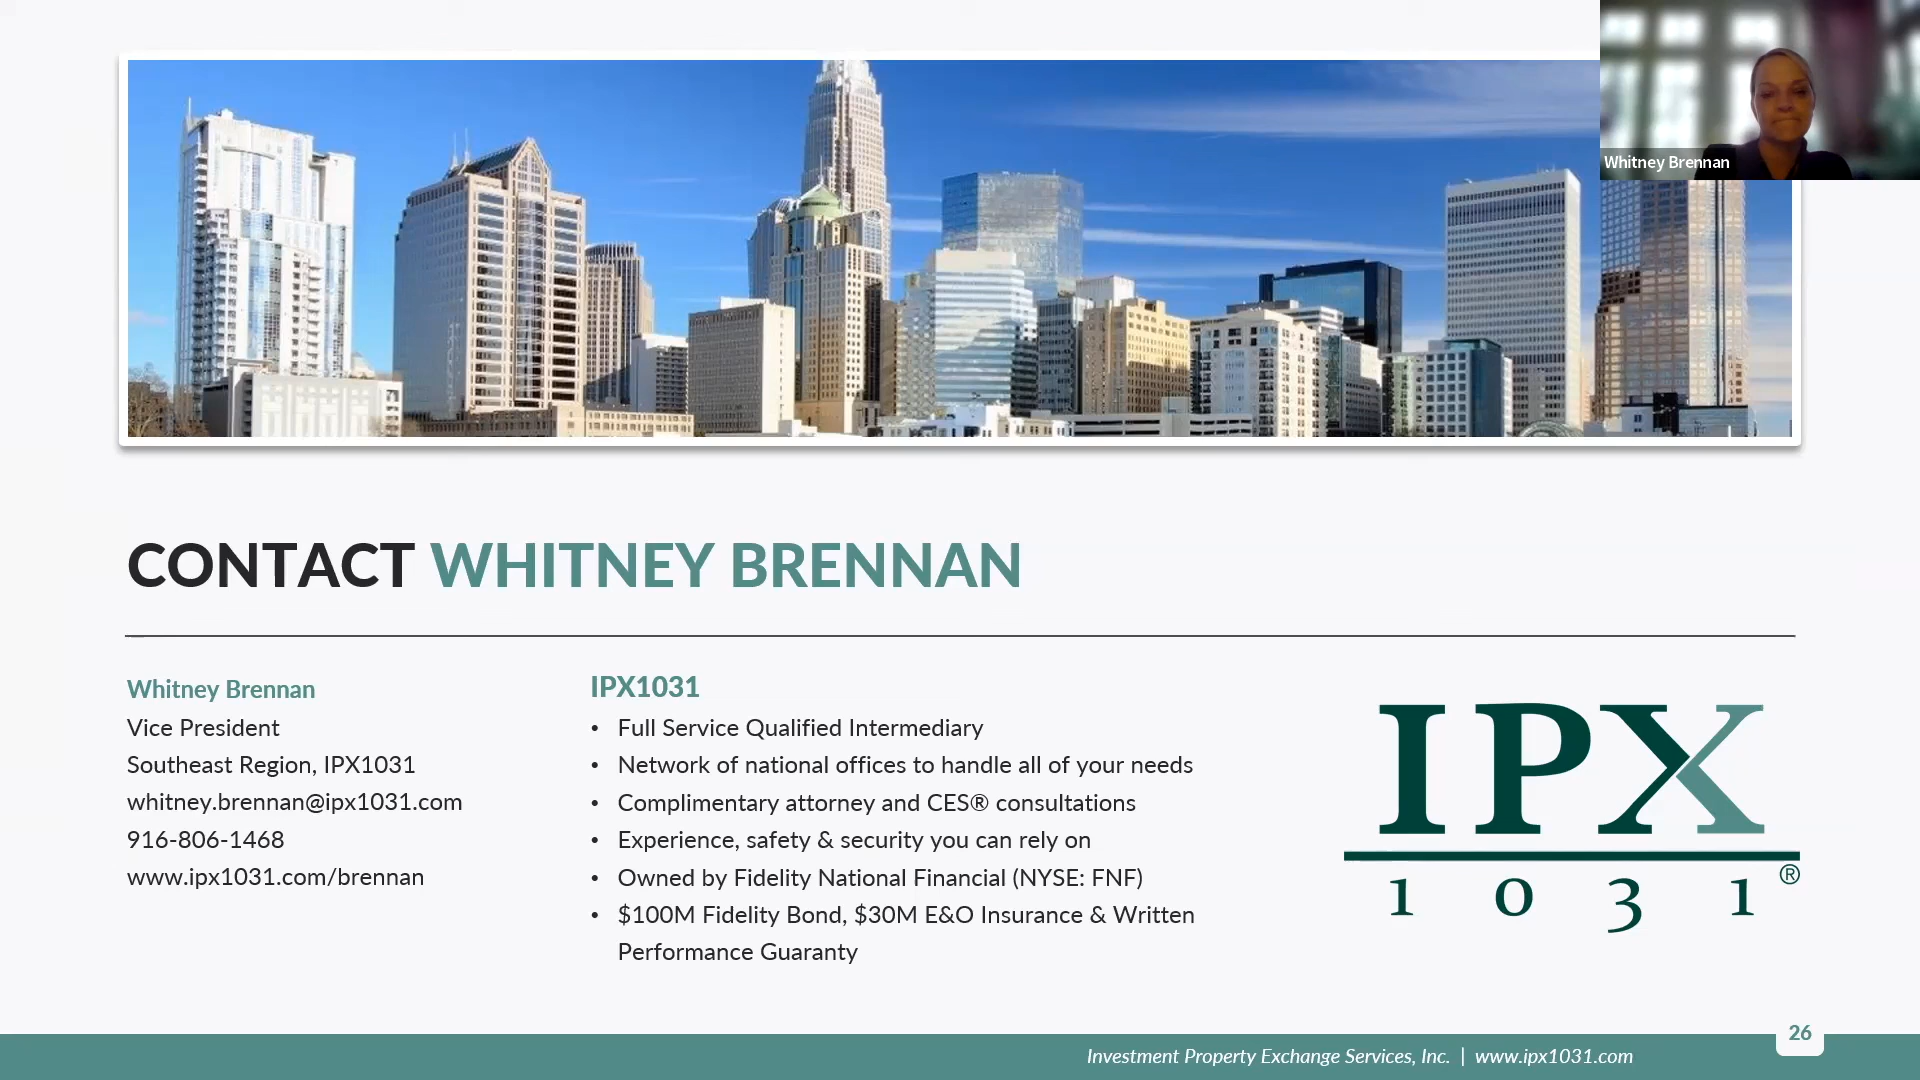 Whitney Brennan
CONTACT WHITNEY BRENNAN
Whitney Brennan
Vice President
Southeast Region, IPX1031
whitney.brennan@ipx1031.com
916-806-1468
www.ipx1031.com/brennan
IPX1031
• Full Service Qualified Intermediary
• Network of national offices to handle all of your needs
• Complimentary attorney and CES® consultations
• Experience, safety & security you can rely on
• Owned by Fidelity National Financial (NYSE: FNF)
• $100M Fidelity Bond, $30M E&O Insurance & Written
Performance Guaranty
IPX
1031®
26
Investment Property Exchange Services, Inc. | www.ipx1031.com